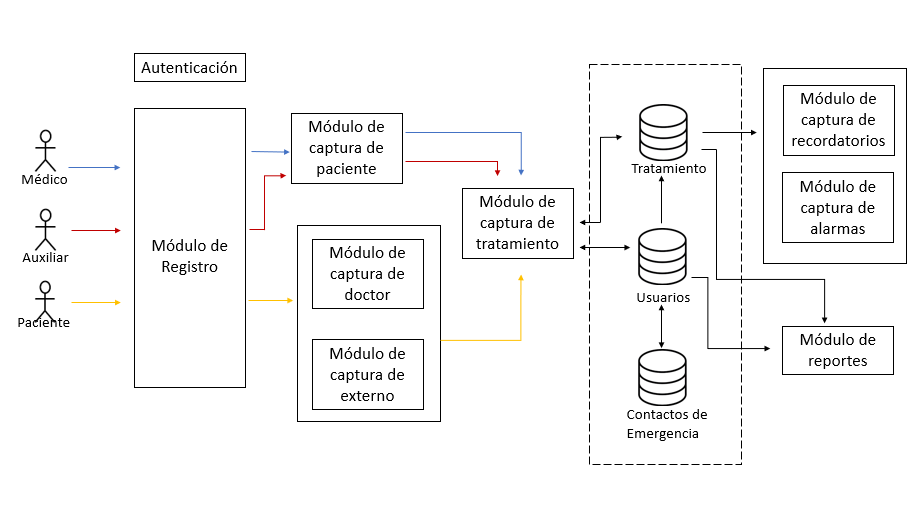 Autenticación
Médico
Auxiliar
Paciente
Módulo de
Registro
Módulo de
captura de
paciente
Módulo de
captura de
doctor
Módulo de
captura de
externo
Módulo de
captura de
tratamiento
Tratamiento
Usuarios
Contactos de
Emergencia
Módulo de
captura de
recordatorios
Módulo de
captura de
alarmas
Módulo de
reportes